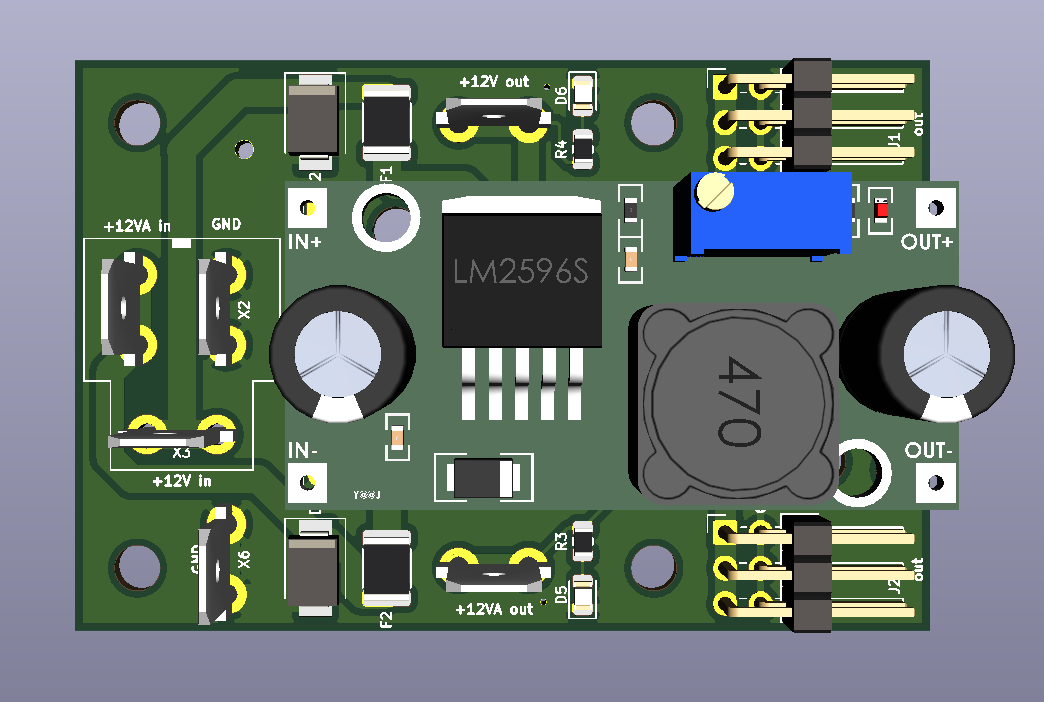 +12V out
D6
R4
F1
J1
out
+12VA in
GND
IN+
LM2596S
OUT+
X2
470
X3
+12V in
IN-
OUT-
Y@@J
GND
X6
R3
D5
F2
+12VA out
J2
out